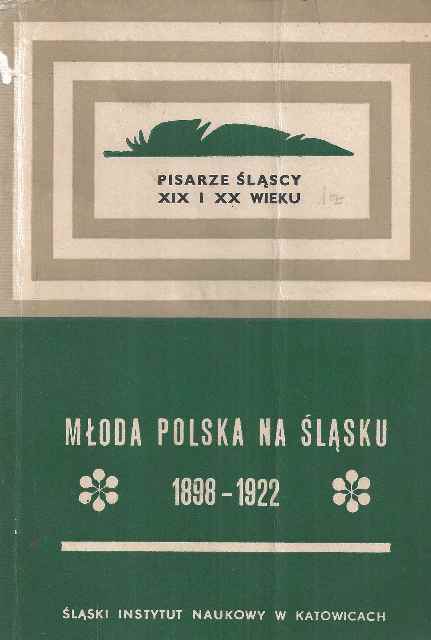 PISARZE ŚLĄSCY
XIX I XX WIEKU
MŁODA POLSKA NA ŚLĄSKU
1898-1922
ŚLĄSKI INSTYTUT NAUKOWY W KATOWICACH